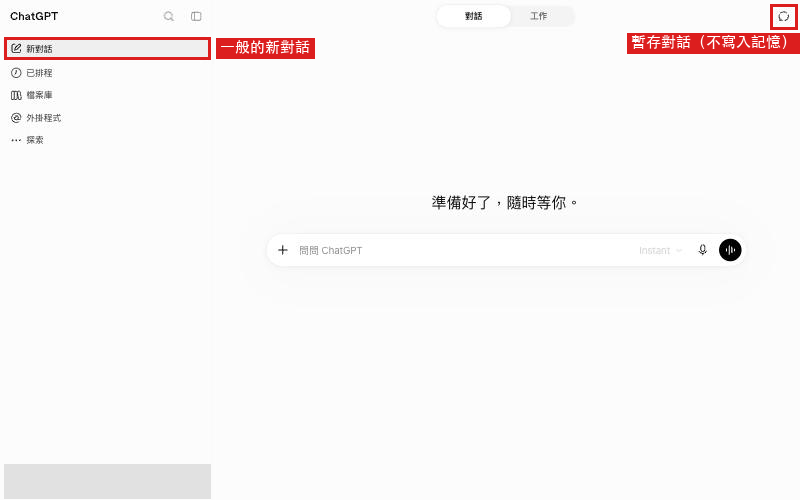 ChatGPT
對話
工作
新對話
一般的新對話
暫存對話（不寫入記憶）
已排程
檔案庫
外掛程式
探索
準備好了，隨時等你。
問問 ChatGPT
Instant